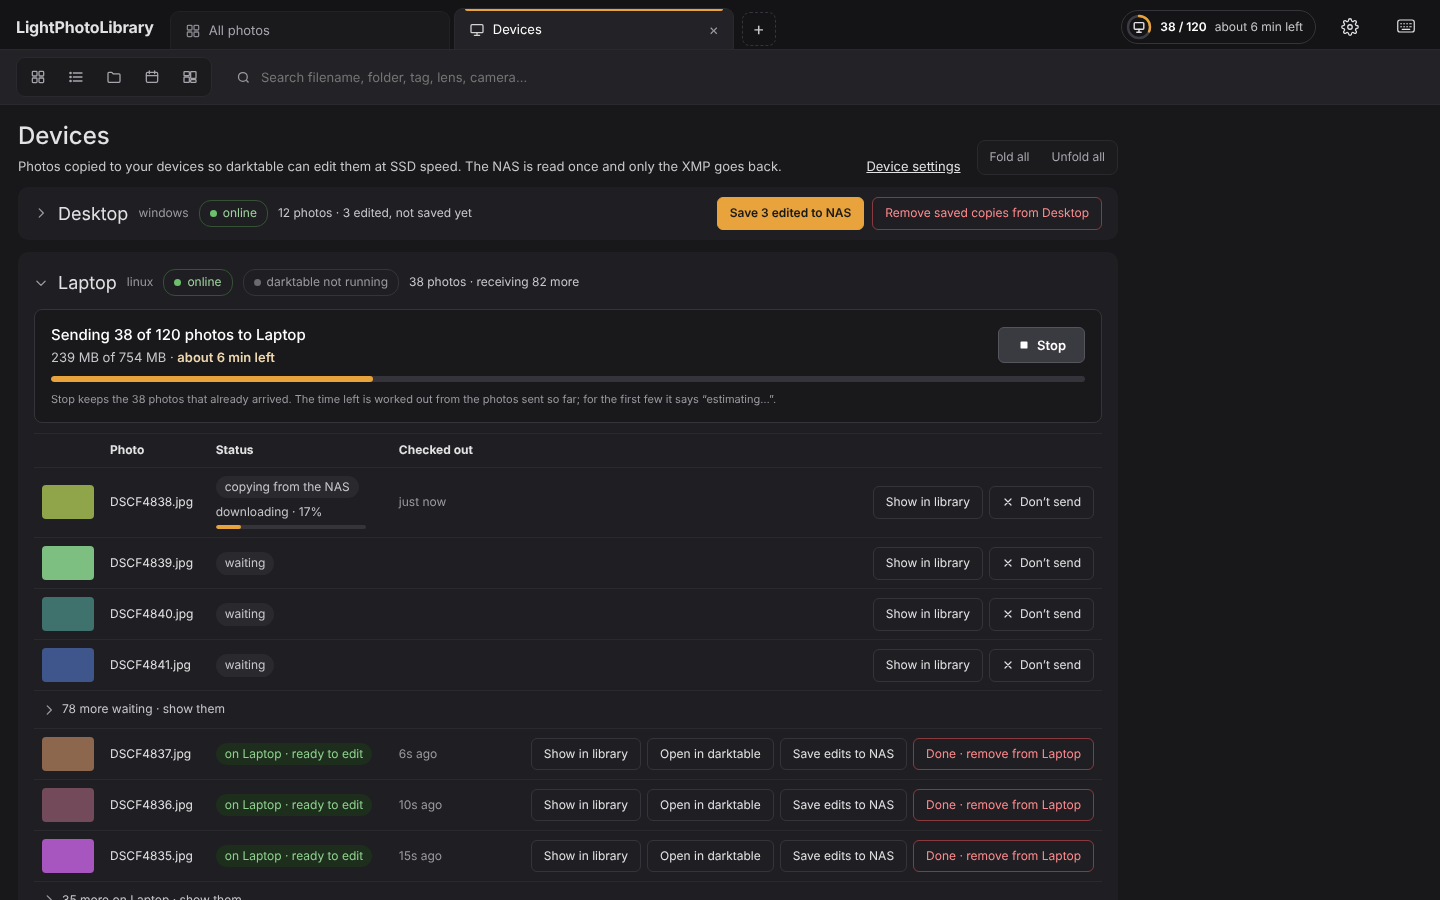 LightPhotoLibrary
All photos
Devices
38 / 120 about 6 min left
Search filename, folder, tag, lens, camera...
Devices
Photos copied to your devices so darktable can edit them at SSD speed. The NAS is read once and only the XMP goes back.
Device settings
Fold all
Unfold all
Desktop windows online 12 photos · 3 edited, not saved yet
Save 3 edited to NAS
Remove saved copies from Desktop
Laptop linux online darktable not running 38 photos · receiving 82 more
Sending 38 of 120 photos to Laptop
239 MB of 754 MB · about 6 min left
Stop
Stop keeps the 38 photos that already arrived. The time left is worked out from the photos sent so far; for the first few it says “estimating…”.
Photo Status Checked out
DSCF4838.jpg copying from the NAS just now Show in library Don’t send
downloading · 17%
DSCF4839.jpg waiting Show in library Don’t send
DSCF4840.jpg waiting Show in library Don’t send
DSCF4841.jpg waiting Show in library Don’t send
78 more waiting · show them
DSCF4837.jpg on Laptop · ready to edit 6s ago Show in library Open in darktable Save edits to NAS Done · remove from Laptop
DSCF4836.jpg on Laptop · ready to edit 10s ago Show in library Open in darktable Save edits to NAS Done · remove from Laptop
DSCF4835.jpg on Laptop · ready to edit 15s ago Show in library Open in darktable Save edits to NAS Done · remove from Laptop
35 more on Laptop · show them